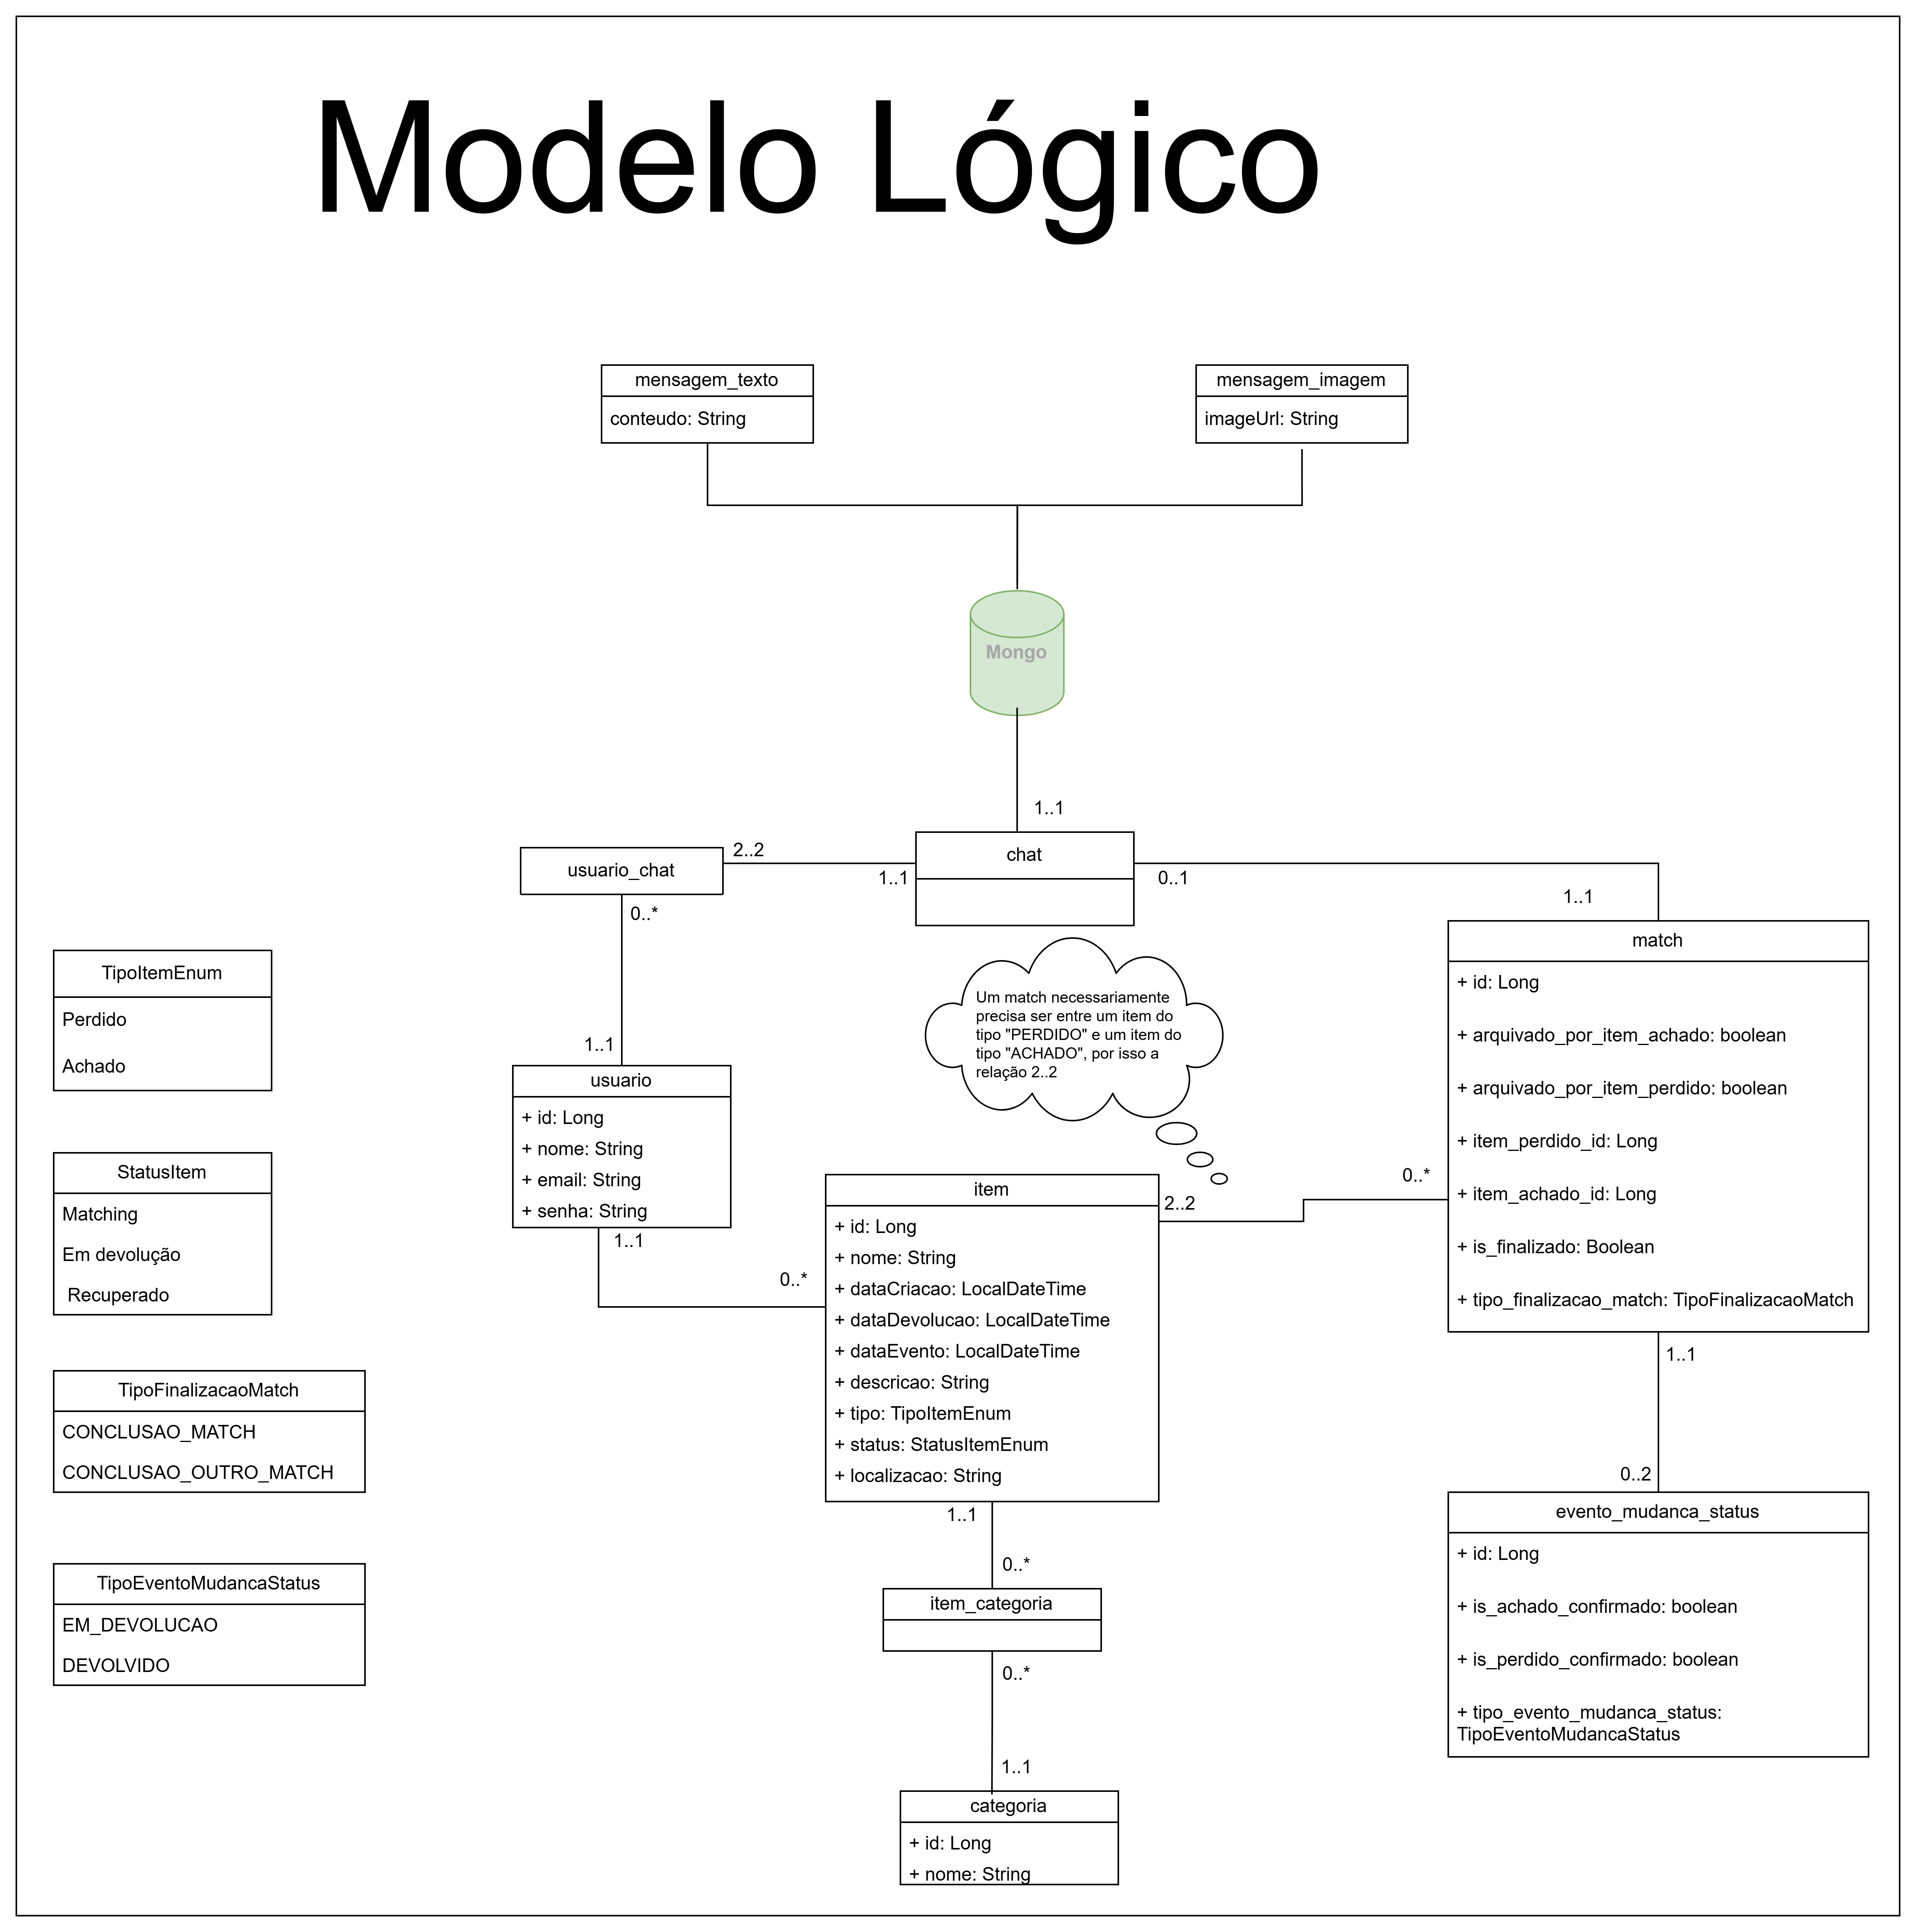 Modelo Lógico
mensagem_texto
conteudo: String
mensagem_imagem
imageUrl: String
Mongo
1..1
usuario_chat
2..2
1..1
chat
0..1
1..1
0..*
1..1
usuario
+ id: Long
+ nome: String
+ email: String
+ senha: String
1..1
0..*
Um match necessariamente
precisa ser entre um item do
tipo "PERDIDO" e um item do
tipo "ACHADO", por isso a
relação 2..2
match
+ id: Long
+ arquivado_por_item_achado: boolean
+ arquivado_por_item_perdido: boolean
+ item_perdido_id: Long
+ item_achado_id: Long
+ is_finalizado: Boolean
+ tipo_finalizacao_match: TipoFinalizacaoMatch
0..*
2..2
item
+ id: Long
+ nome: String
+ dataCriacao: LocalDateTime
+ dataDevolucao: LocalDateTime
+ dataEvento: LocalDateTime
+ descricao: String
+ tipo: TipoItemEnum
+ status: StatusItemEnum
+ localizacao: String
1..1
0..*
item_categoria
0..*
1..1
categoria
+ id: Long
+ nome: String
1..1
0..2
evento_mudanca_status
+ id: Long
+ is_achado_confirmado: boolean
+ is_perdido_confirmado: boolean
+ tipo_evento_mudanca_status:
TipoEventoMudancaStatus
TipoItemEnum
Perdido
Achado
StatusItem
Matching
Em devolução
Recuperado
TipoFinalizacaoMatch
CONCLUSAO_MATCH
CONCLUSAO_OUTRO_MATCH
TipoEventoMudancaStatus
EM_DEVOLUCAO
DEVOLVIDO